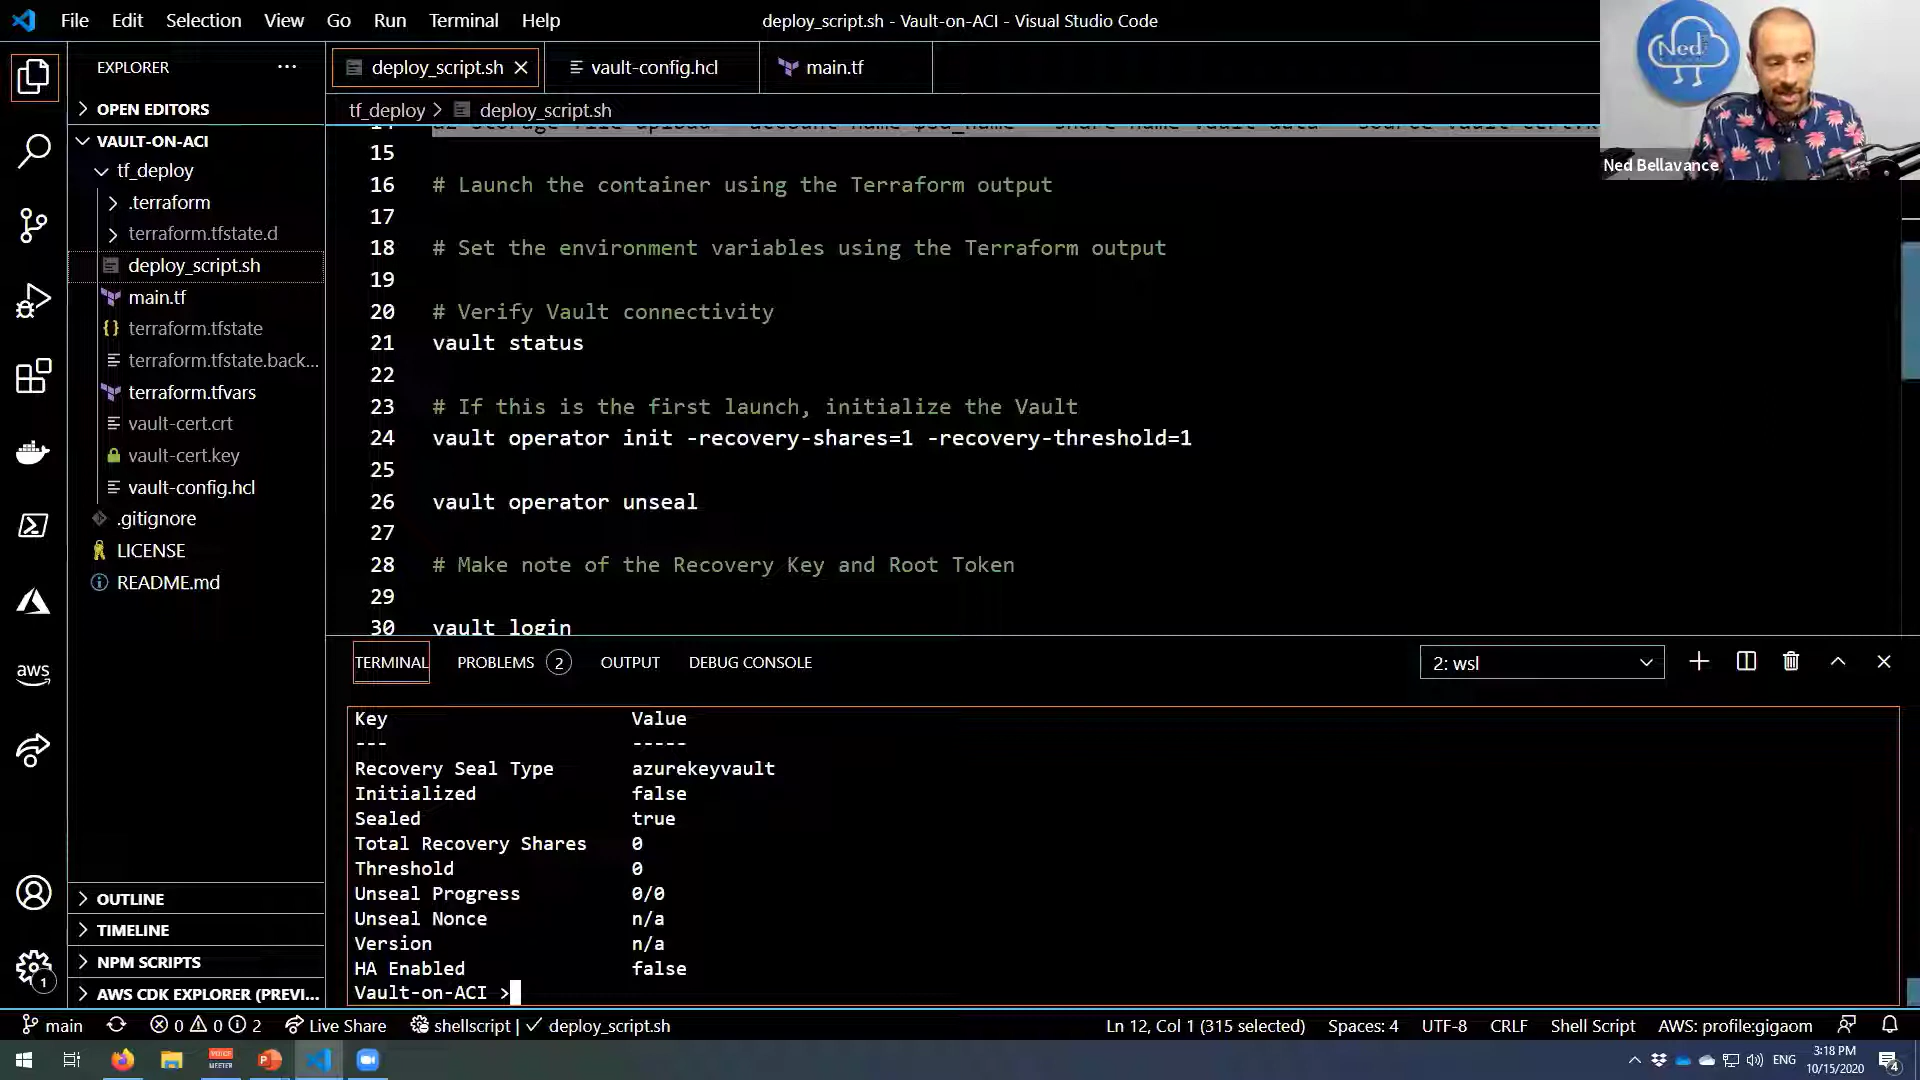 File Edit Selection View Go Run Terminal Help
deploy_script.sh - Vault-on-ACI - Visual Studio Code
Ned
Ned Bellavance
EXPLORER
OPEN EDITORS
VAULT-ON-ACI
tf_deploy
.terraform
terraform.tfstate.d
deploy_script.sh
main.tf
terraform.tfstate
terraform.tfstate.back...
terraform.tfvars
vault-cert.crt
vault-cert.key
vault-config.hcl
.gitignore
LICENSE
README.md
OUTLINE
TIMELINE
NPM SCRIPTS
AWS CDK EXPLORER (PREVI...
aws
1
deploy_script.sh vault-config.hcl main.tf
tf_deploy > deploy_script.sh
15
16 # Launch the container using the Terraform output
17
18 # Set the environment variables using the Terraform output
19
20 # Verify Vault connectivity
21 vault status
22
23 # If this is the first launch, initialize the Vault
24 vault operator init -recovery-shares=1 -recovery-threshold=1
25
26 vault operator unseal
27
28 # Make note of the Recovery Key and Root Token
29
30 vault login
TERMINAL PROBLEMS 2 OUTPUT DEBUG CONSOLE
2: wsl
Key Value
--- -----
Recovery Seal Type azurekeyvault
Initialized false
Sealed true
Total Recovery Shares 0
Threshold 0
Unseal Progress 0/0
Unseal Nonce n/a
Version n/a
HA Enabled false
Vault-on-ACI >
main 0 0 2 Live Share shellscript | deploy_script.sh
Ln 12, Col 1 (315 selected) Spaces: 4 UTF-8 CRLF Shell Script AWS: profile:gigaom
ENG
3:18 PM
10/15/2020
4